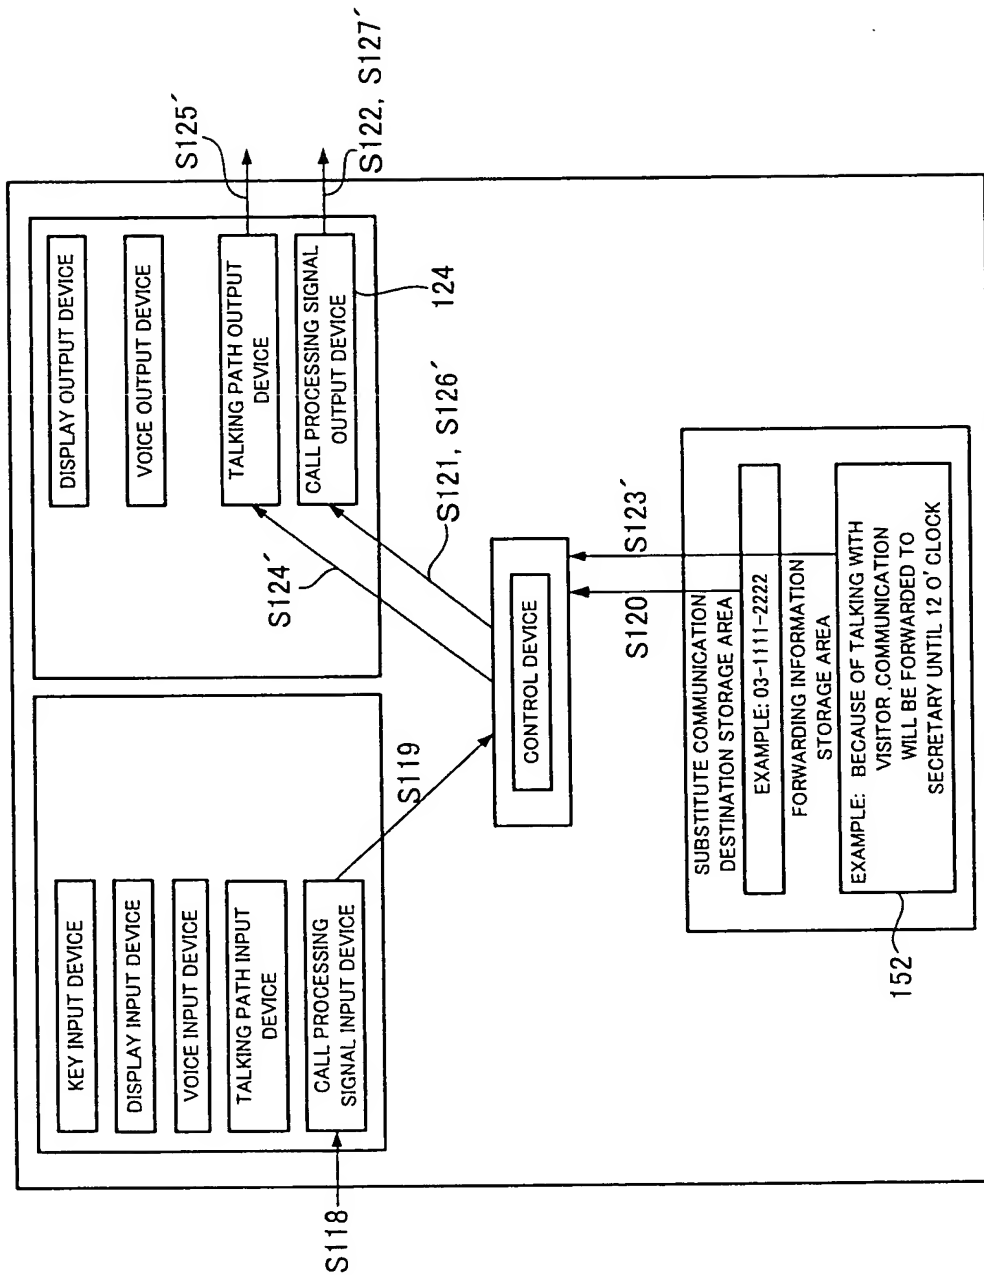 KEY INPUT DEVICE
DISPLAY INPUT DEVICE
VOICE INPUT DEVICE
TALKING PATH INPUT
DEVICE
CALL PROCESSING
SIGNAL INPUT DEVICE
S118
S119
DISPLAY OUTPUT DEVICE
VOICE OUTPUT DEVICE
TALKING PATH OUTPUT
DEVICE
CALL PROCESSING SIGNAL
OUTPUT DEVICE
124
S125´
S122, S127´
S124´
S121, S126´
CONTROL DEVICE
S120
S123´
SUBSTITUTE COMMUNICATION
DESTINATION STORAGE AREA
EXAMPLE: 03-1111-2222
FORWARDING INFORMATION
STORAGE AREA
EXAMPLE: BECAUSE OF TALKING WITH
VISITOR ,COMMUNICATION
WILL BE FORWARDED TO
SECRETARY UNTIL 12 O' CLOCK
152